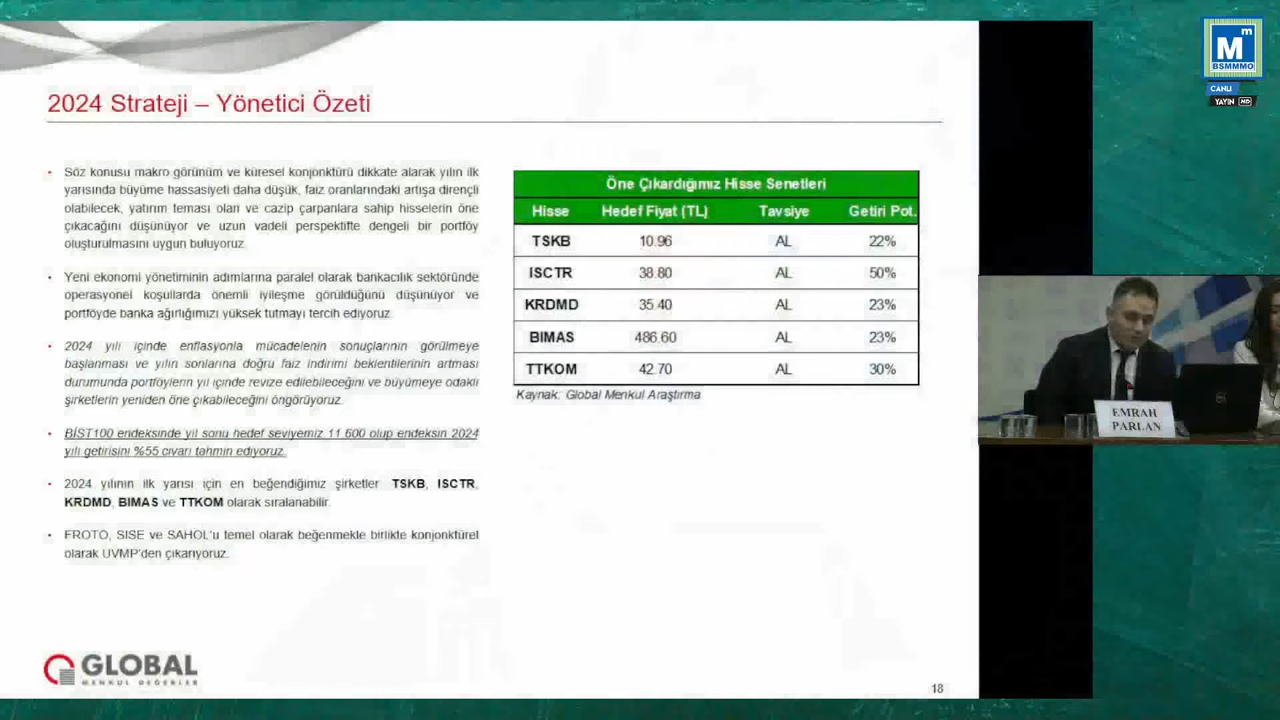 2024 Strateji – Yönetici Özeti
• Söz konusu makro görünüm ve küresel konjonktürü dikkate alarak yılın ilk
yarısında büyüme hassasiyeti daha düşük, faiz oranlarındaki artışa dirençli
olabilecek, yatırım teması olan ve cazip çarpanlara sahip hisselerin öne
çıkacağını düşünüyor ve uzun vadeli perspektifte dengeli bir portföy
oluşturulmasını uygun buluyoruz.
• Yeni ekonomi yönetiminin adımlarına paralel olarak bankacılık sektöründe
operasyonel koşullarda önemli iyileşme görüldüğünü düşünüyor ve
portföyde banka ağırlığımızı yüksek tutmayı tercih ediyoruz.
• 2024 yılı içinde enflasyonla mücadelenin sonuçlarının görülmeye
başlanması ve yılın sonlarına doğru faiz indirimi beklentilerinin artması
durumunda portföylerin yıl içinde revize edilebileceğini ve büyümeye odaklı
şirketlerin yeniden öne çıkabileceğini öngörüyoruz.
• BİST100 endeksinde yıl sonu hedef seviyemiz 11.600 olup endeksin 2024
yılı getirisini %55 civarı tahmin ediyoruz.
• 2024 yılının ilk yarısı için en beğendiğimiz şirketler TSKB, ISCTR,
KRDMD, BIMAS ve TTKOM olarak sıralanabilir.
• FROTO, SISE ve SAHOL'u temel olarak beğenmekle birlikte konjonktürel
olarak UVMP'den çıkarıyoruz.
Öne Çıkardığımız Hisse Senetleri
Hisse Hedef Fiyat (TL) Tavsiye Getiri Pot.
TSKB 10.96 AL 22%
ISCTR 38.80 AL 50%
KRDMD 35.40 AL 23%
BIMAS 486.60 AL 23%
TTKOM 42.70 AL 30%
Kaynak: Global Menkul Araştırma
GLOBAL
MENKUL DEĞERLER
18
M m
BSMMMO
CANLI
YAYIN HD
EMRAH
PARLAN